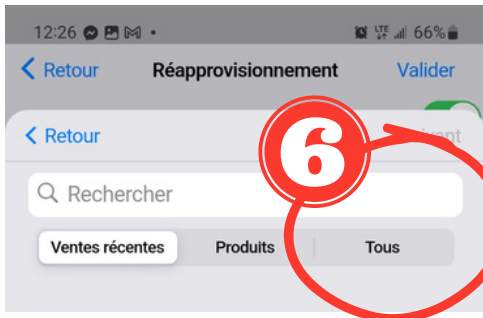 12:26 66%
Retour Réapprovisionnement Valider
Retour
6
Rechercher
Ventes récentes Produits Tous